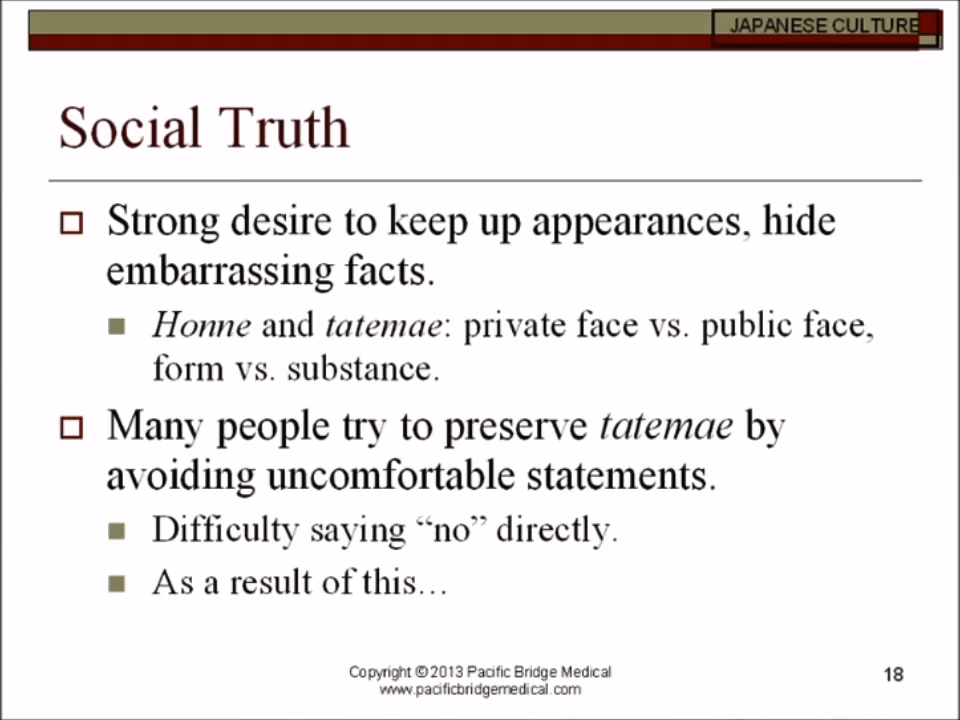 JAPANESE CULTURE
Social Truth
Strong desire to keep up appearances, hide
embarrassing facts.
Honne and tatemae: private face vs. public face,
form vs. substance.
Many people try to preserve tatemae by
avoiding uncomfortable statements.
Difficulty saying “no” directly.
As a result of this…
Copyright © 2013 Pacific Bridge Medical
www.pacificbridgemedical.com
18